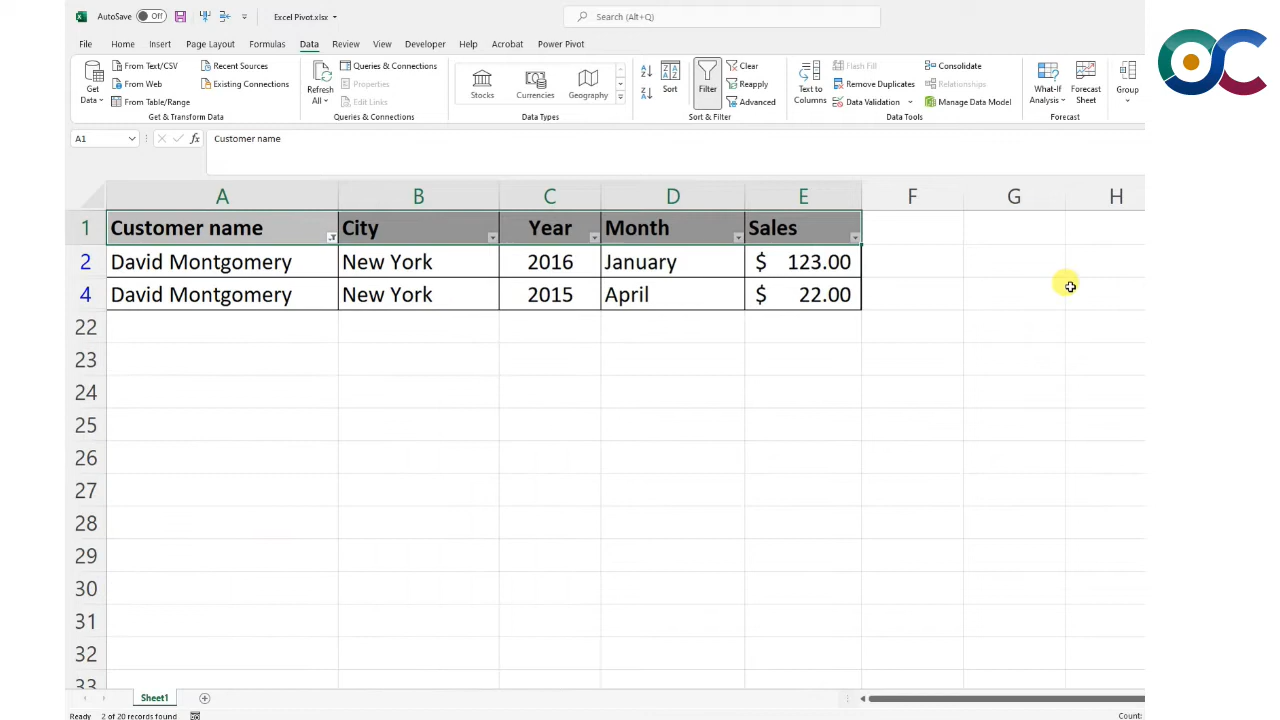 AutoSave Off Excel Pivot.xlsx Search (Alt+Q)
File Home Insert Page Layout Formulas Data Review View Developer Help Acrobat Power Pivot
Get Data
From Text/CSV
From Web
From Table/Range
Recent Sources
Existing Connections
Get & Transform Data
Refresh All
Queries & Connections
Properties
Edit Links
Queries & Connections
Stocks
Currencies
Geography
Data Types
Sort
Filter
Clear
Reapply
Advanced
Sort & Filter
Text to Columns
Flash Fill
Remove Duplicates
Data Validation
Consolidate
Relationships
Manage Data Model
Data Tools
What-If Analysis
Forecast Sheet
Forecast
Group
A1 fx Customer name
A B C D E F G H
1 Customer name City Year Month Sales
2 David Montgomery New York 2016 January $ 123.00
4 David Montgomery New York 2015 April $ 22.00
22
23
24
25
26
27
28
29
30
31
32
33
Sheet1
Ready 2 of 20 records found Count:
OC